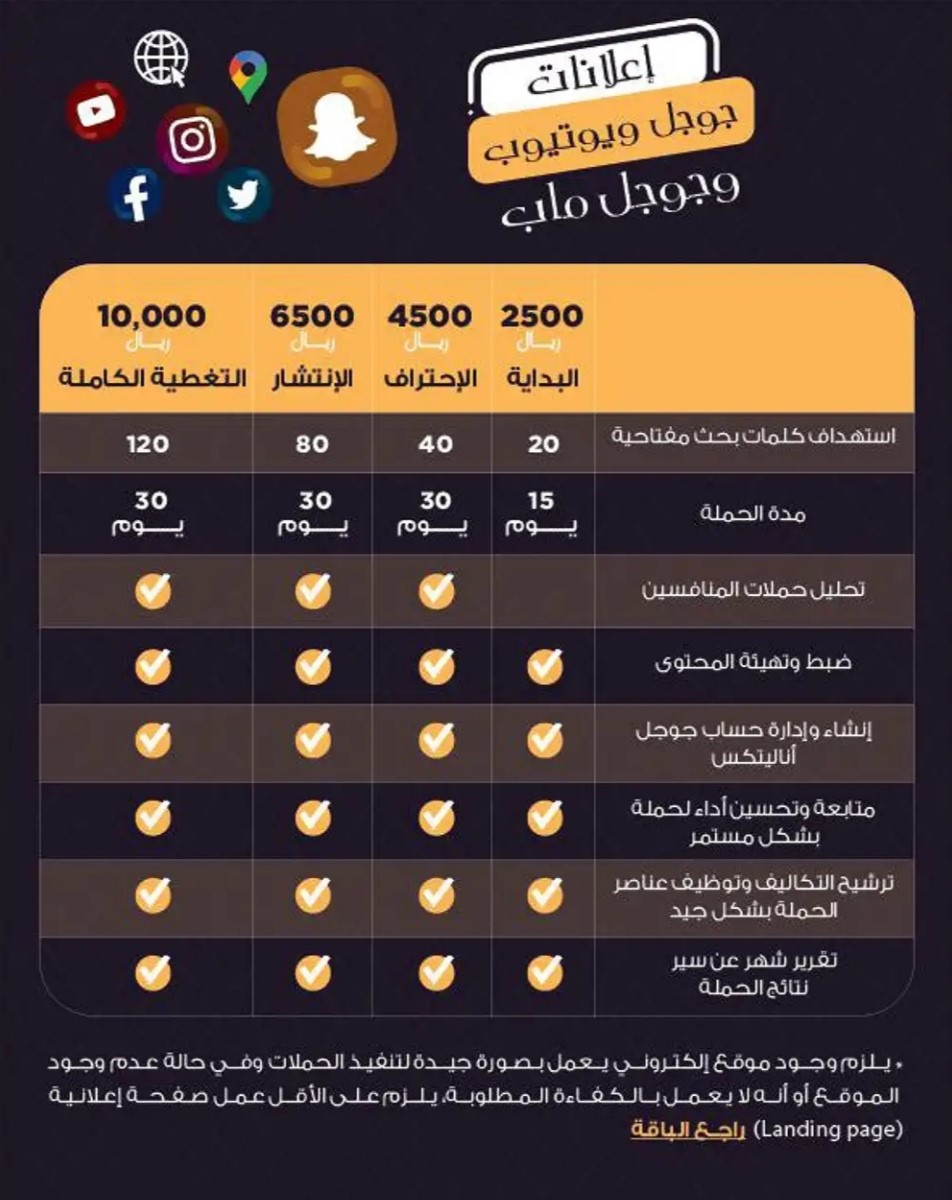 إعلانات
جوجل ويوتيوب
وجوجل ماب
2500 4500 6500 10,000
ريال ريال ريال ريال
البداية الإحتراف الإنتشار التغطية الكاملة
استهداف كلمات بحث مفتاحية 20 40 80 120
مدة الحملة 15 يوم 30 يوم 30 يوم 30 يوم
تحليل حملات المنافسين
ضبط وتهيئة المحتوى
إنشاء وإدارة حساب جوجل
أناليتكس
متابعة وتحسين أداء لحملة
بشكل مستمر
ترشيح التكاليف وتوظيف عناصر
الحملة بشكل جيد
تقرير شهر عن سير
نتائج الحملة
* يلزم وجود موقع إلكتروني يعمل بصورة جيدة لتنفيذ الحملات وفي حالة عدم وجود
الموقع أو أنه لا يعمل بالكفاءة المطلوبة، يلزم على الأقل عمل صفحة إعلانية
(Landing page) راجع الباقة